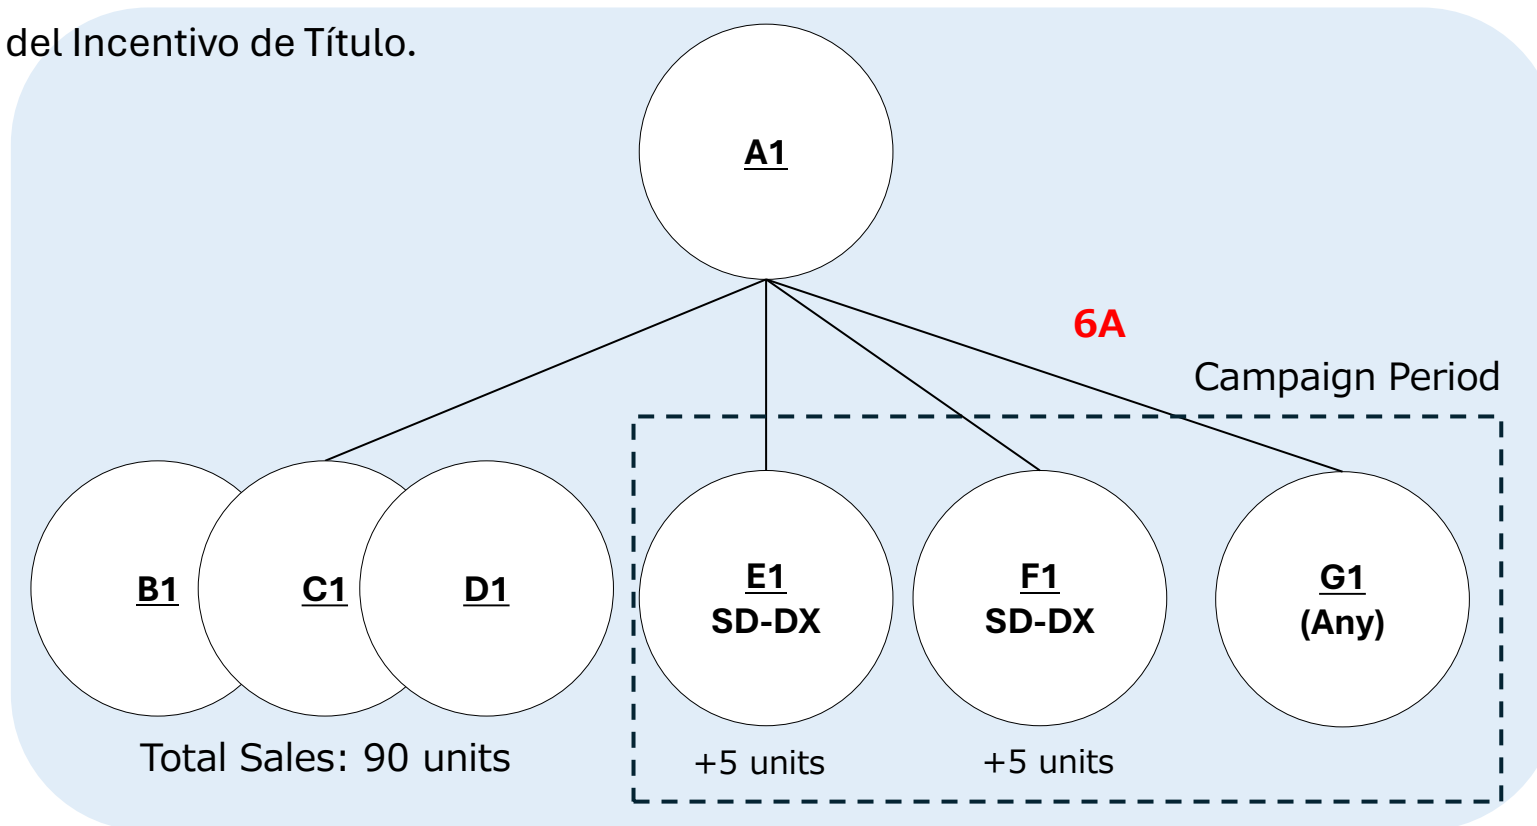 del Incentivo de Título.
A1
6A
Campaign Period
B1
C1
D1
E1
SD-DX
F1
SD-DX
G1
(Any)
Total Sales: 90 units
+5 units
+5 units